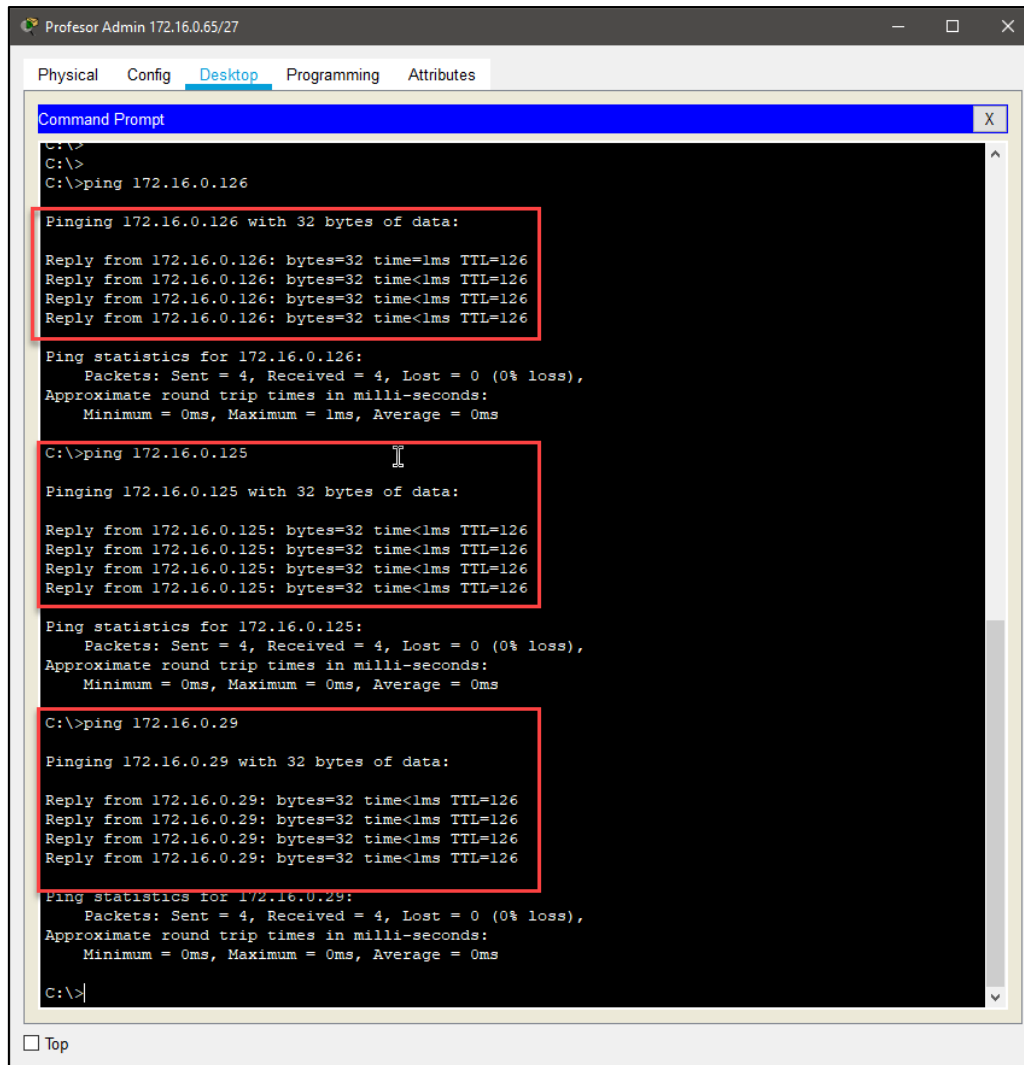 Profesor Admin 172.16.0.65/27
Physical Config Desktop Programming Attributes
Command Prompt
X
C:\>
C:\>
C:\>ping 172.16.0.126
Pinging 172.16.0.126 with 32 bytes of data:
Reply from 172.16.0.126: bytes=32 time=1ms TTL=126
Reply from 172.16.0.126: bytes=32 time<1ms TTL=126
Reply from 172.16.0.126: bytes=32 time<1ms TTL=126
Reply from 172.16.0.126: bytes=32 time<1ms TTL=126
Ping statistics for 172.16.0.126:
Packets: Sent = 4, Received = 4, Lost = 0 (0% loss),
Approximate round trip times in milli-seconds:
Minimum = 0ms, Maximum = 1ms, Average = 0ms
C:\>ping 172.16.0.125
Pinging 172.16.0.125 with 32 bytes of data:
Reply from 172.16.0.125: bytes=32 time<1ms TTL=126
Reply from 172.16.0.125: bytes=32 time<1ms TTL=126
Reply from 172.16.0.125: bytes=32 time<1ms TTL=126
Reply from 172.16.0.125: bytes=32 time<1ms TTL=126
Ping statistics for 172.16.0.125:
Packets: Sent = 4, Received = 4, Lost = 0 (0% loss),
Approximate round trip times in milli-seconds:
Minimum = 0ms, Maximum = 0ms, Average = 0ms
C:\>ping 172.16.0.29
Pinging 172.16.0.29 with 32 bytes of data:
Reply from 172.16.0.29: bytes=32 time<1ms TTL=126
Reply from 172.16.0.29: bytes=32 time<1ms TTL=126
Reply from 172.16.0.29: bytes=32 time<1ms TTL=126
Reply from 172.16.0.29: bytes=32 time<1ms TTL=126
Ping statistics for 172.16.0.29:
Packets: Sent = 4, Received = 4, Lost = 0 (0% loss),
Approximate round trip times in milli-seconds:
Minimum = 0ms, Maximum = 0ms, Average = 0ms
C:\>
Top